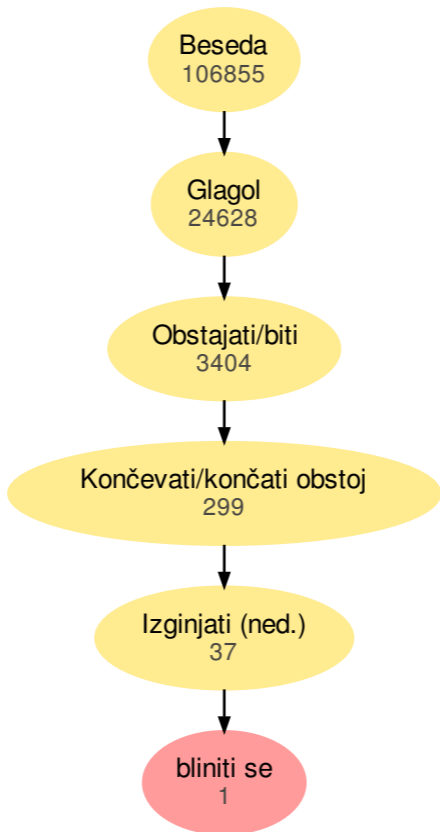 Beseda
106855
Glagol
24628
Obstajati/biti
3404
Končevati/končati obstoj
299
Izginjati (ned.)
37
bliniti se
1